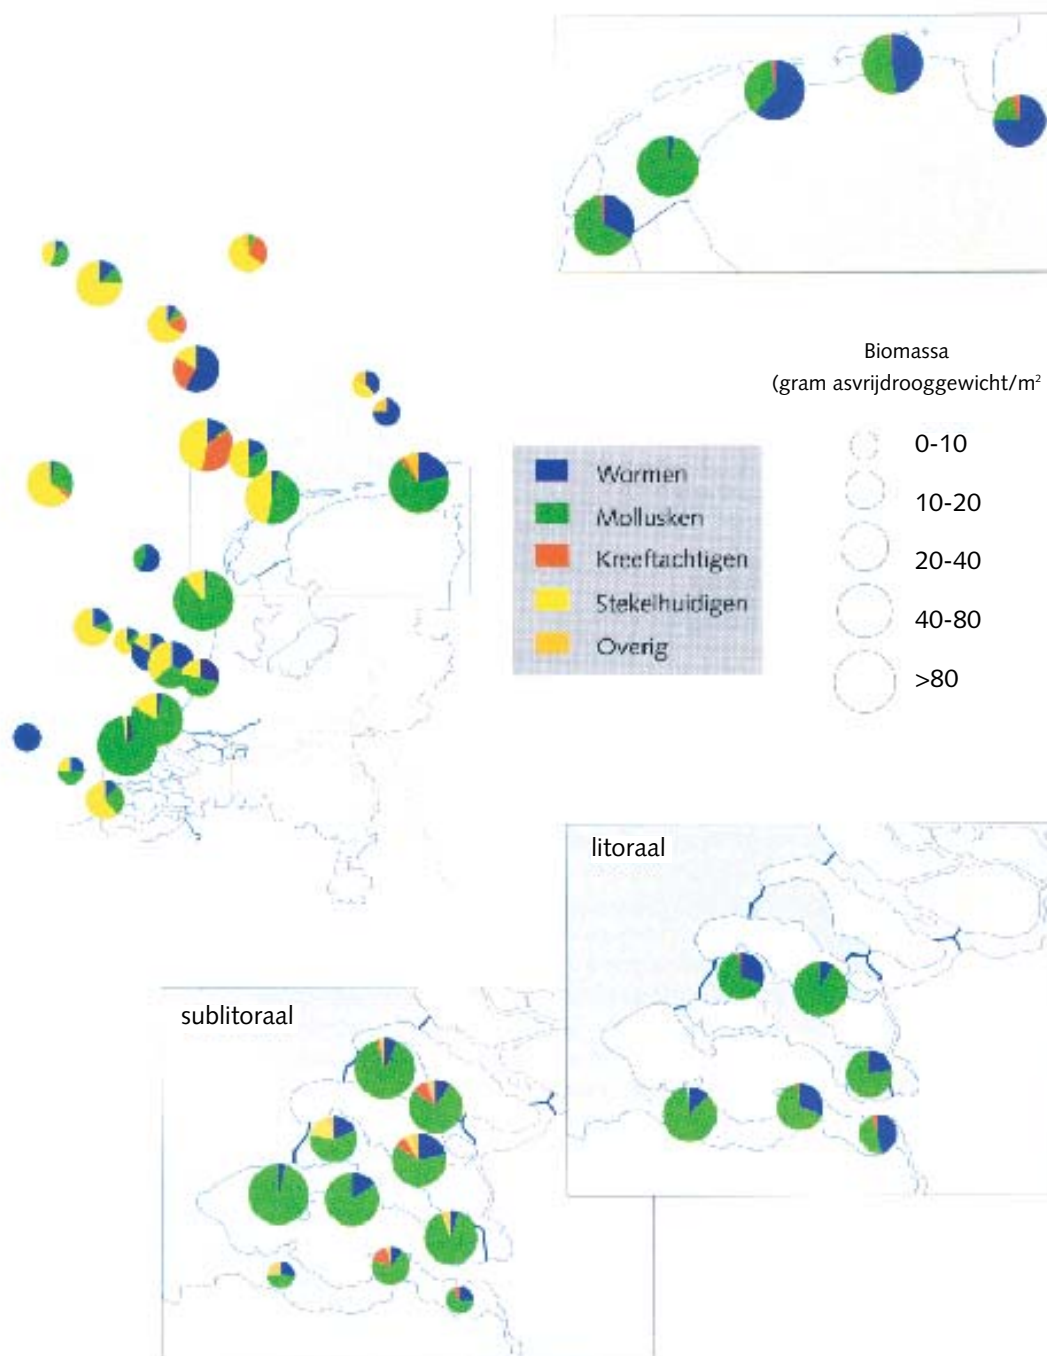 Biomassa
(gram asvrijdrooggewicht/m²
0-10
10-20
20-40
40-80
>80
Wormen
Mollusken
Kreeftachtigen
Stekelhuidigen
Overig
litoraal
sublitoraal